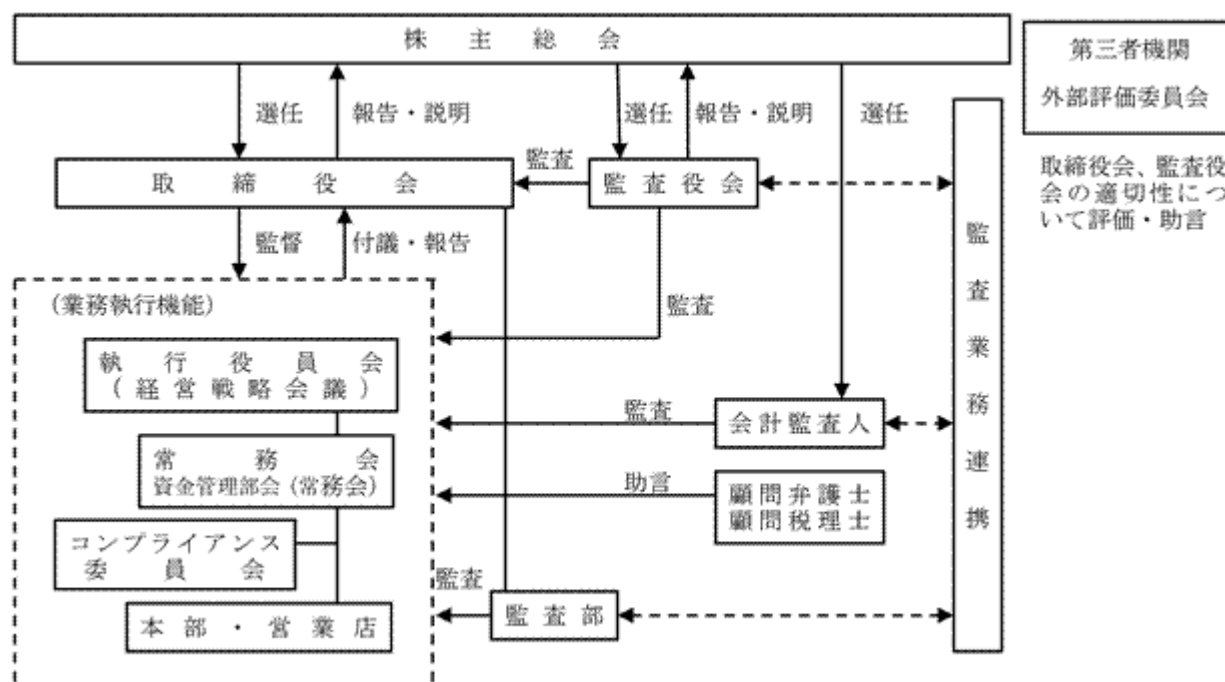 株主総会
第三者機関
外部評価委員会
選任
報告・説明
選任
報告・説明
選任
取締役会、監査役
会の適切性につ
いて評価・助言
取締役会
監査
監査役会
監督
付議・報告
監査業務連携
(業務執行機能)
監査
執行役員会
(経営戦略会議)
監査
会計監査人
常務会
資金管理部会(常務会)
助言
顧問弁護士
顧問税理士
コンプライアンス
委員会
監査
監査部
本部・営業店